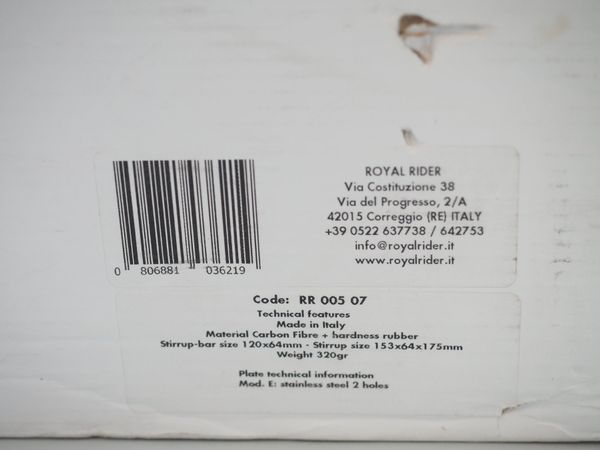 ROYAL RIDER
Via Costituzione 38
Via del Progresso, 2/A
42015 Correggio (RE) ITALY
+39 0522 637738 / 642753
info@royalrider.it
www.royalrider.it
0 806881 036219
Code: RR 005 07
Technical features
Made in Italy
Material Carbon Fibre + hardness rubber
Stirrup-bar size 120x64mm - Stirrup size 153x64x175mm
Weight 320gr
Plate technical information
Mod. E: stainless steel 2 holes